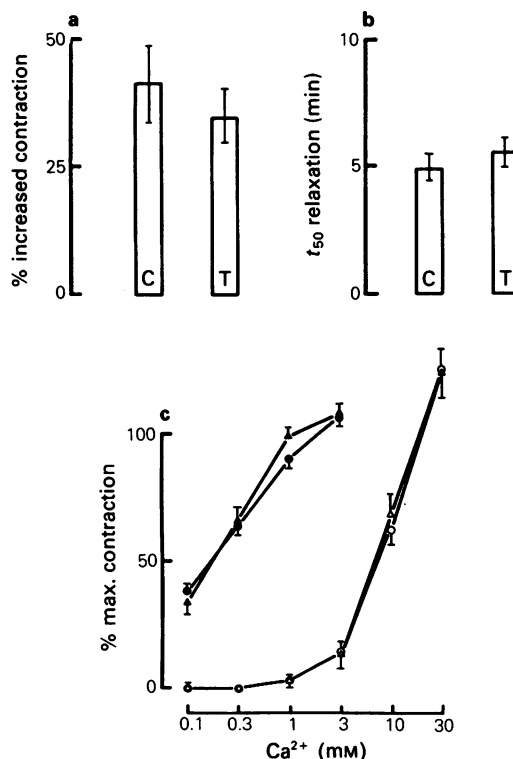 a
50
25
0
% increased contraction
C
T
b
10
5
0
t50 relaxation (min)
C
T
c
100
50
0
% max. contraction
0.1 0.3 1 3 10 30
Ca2+ (mM)